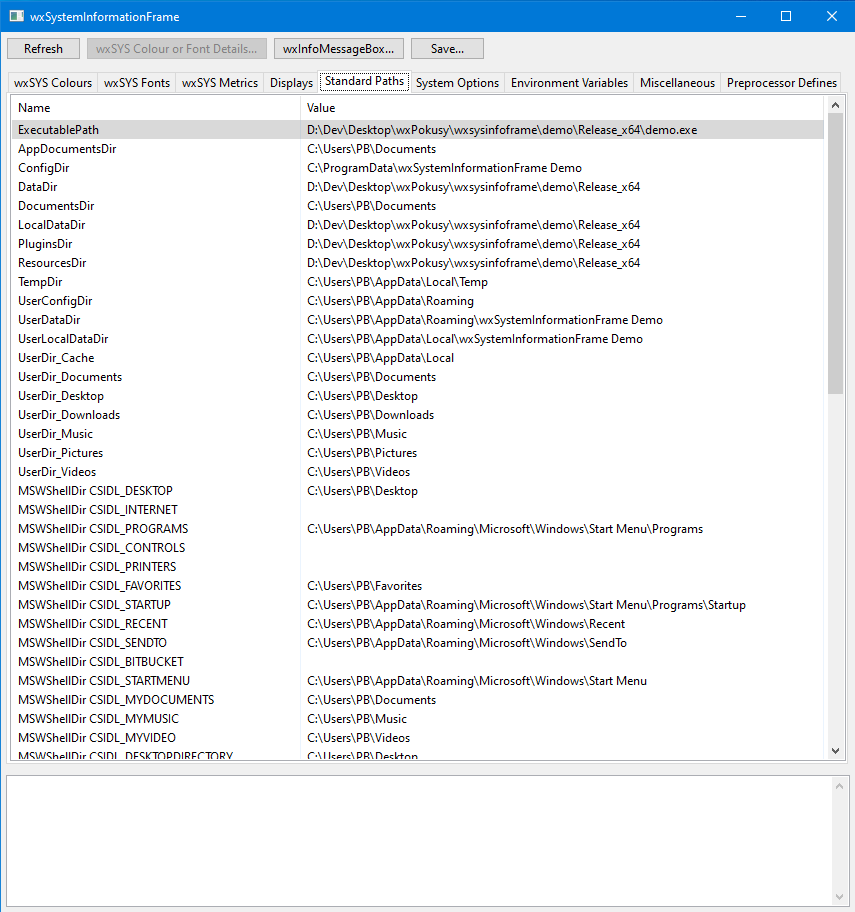 wxSystemInformationFrame
Refresh wxSYS Colour or Font Details... wxInfoMessageBox... Save...
wxSYS Colours wxSYS Fonts wxSYS Metrics Displays Standard Paths System Options Environment Variables Miscellaneous Preprocessor Defines
Name Value
ExecutablePath D:\Dev\Desktop\wxPokusy\wxsysinfoframe\demo\Release_x64\demo.exe
AppDocumentsDir C:\Users\PB\Documents
ConfigDir C:\ProgramData\wxSystemInformationFrame Demo
DataDir D:\Dev\Desktop\wxPokusy\wxsysinfoframe\demo\Release_x64
DocumentsDir C:\Users\PB\Documents
LocalDataDir D:\Dev\Desktop\wxPokusy\wxsysinfoframe\demo\Release_x64
PluginsDir D:\Dev\Desktop\wxPokusy\wxsysinfoframe\demo\Release_x64
ResourcesDir D:\Dev\Desktop\wxPokusy\wxsysinfoframe\demo\Release_x64
TempDir C:\Users\PB\AppData\Local\Temp
UserConfigDir C:\Users\PB\AppData\Roaming
UserDataDir C:\Users\PB\AppData\Roaming\wxSystemInformationFrame Demo
UserLocalDataDir C:\Users\PB\AppData\Local\wxSystemInformationFrame Demo
UserDir_Cache C:\Users\PB\AppData\Local
UserDir_Documents C:\Users\PB\Documents
UserDir_Desktop C:\Users\PB\Desktop
UserDir_Downloads C:\Users\PB\Downloads
UserDir_Music C:\Users\PB\Music
UserDir_Pictures C:\Users\PB\Pictures
UserDir_Videos C:\Users\PB\Videos
MSWShellDir CSIDL_DESKTOP C:\Users\PB\Desktop
MSWShellDir CSIDL_INTERNET
MSWShellDir CSIDL_PROGRAMS C:\Users\PB\AppData\Roaming\Microsoft\Windows\Start Menu\Programs
MSWShellDir CSIDL_CONTROLS
MSWShellDir CSIDL_PRINTERS
MSWShellDir CSIDL_FAVORITES C:\Users\PB\Favorites
MSWShellDir CSIDL_STARTUP C:\Users\PB\AppData\Roaming\Microsoft\Windows\Start Menu\Programs\Startup
MSWShellDir CSIDL_RECENT C:\Users\PB\AppData\Roaming\Microsoft\Windows\Recent
MSWShellDir CSIDL_SENDTO C:\Users\PB\AppData\Roaming\Microsoft\Windows\SendTo
MSWShellDir CSIDL_BITBUCKET
MSWShellDir CSIDL_STARTMENU C:\Users\PB\AppData\Roaming\Microsoft\Windows\Start Menu
MSWShellDir CSIDL_MYDOCUMENTS C:\Users\PB\Documents
MSWShellDir CSIDL_MYMUSIC C:\Users\PB\Music
MSWShellDir CSIDL_MYVIDEO C:\Users\PB\Videos
MSWShellDir CSIDL_DESKTOPDIRECTORY C:\Users\PB\Desktop